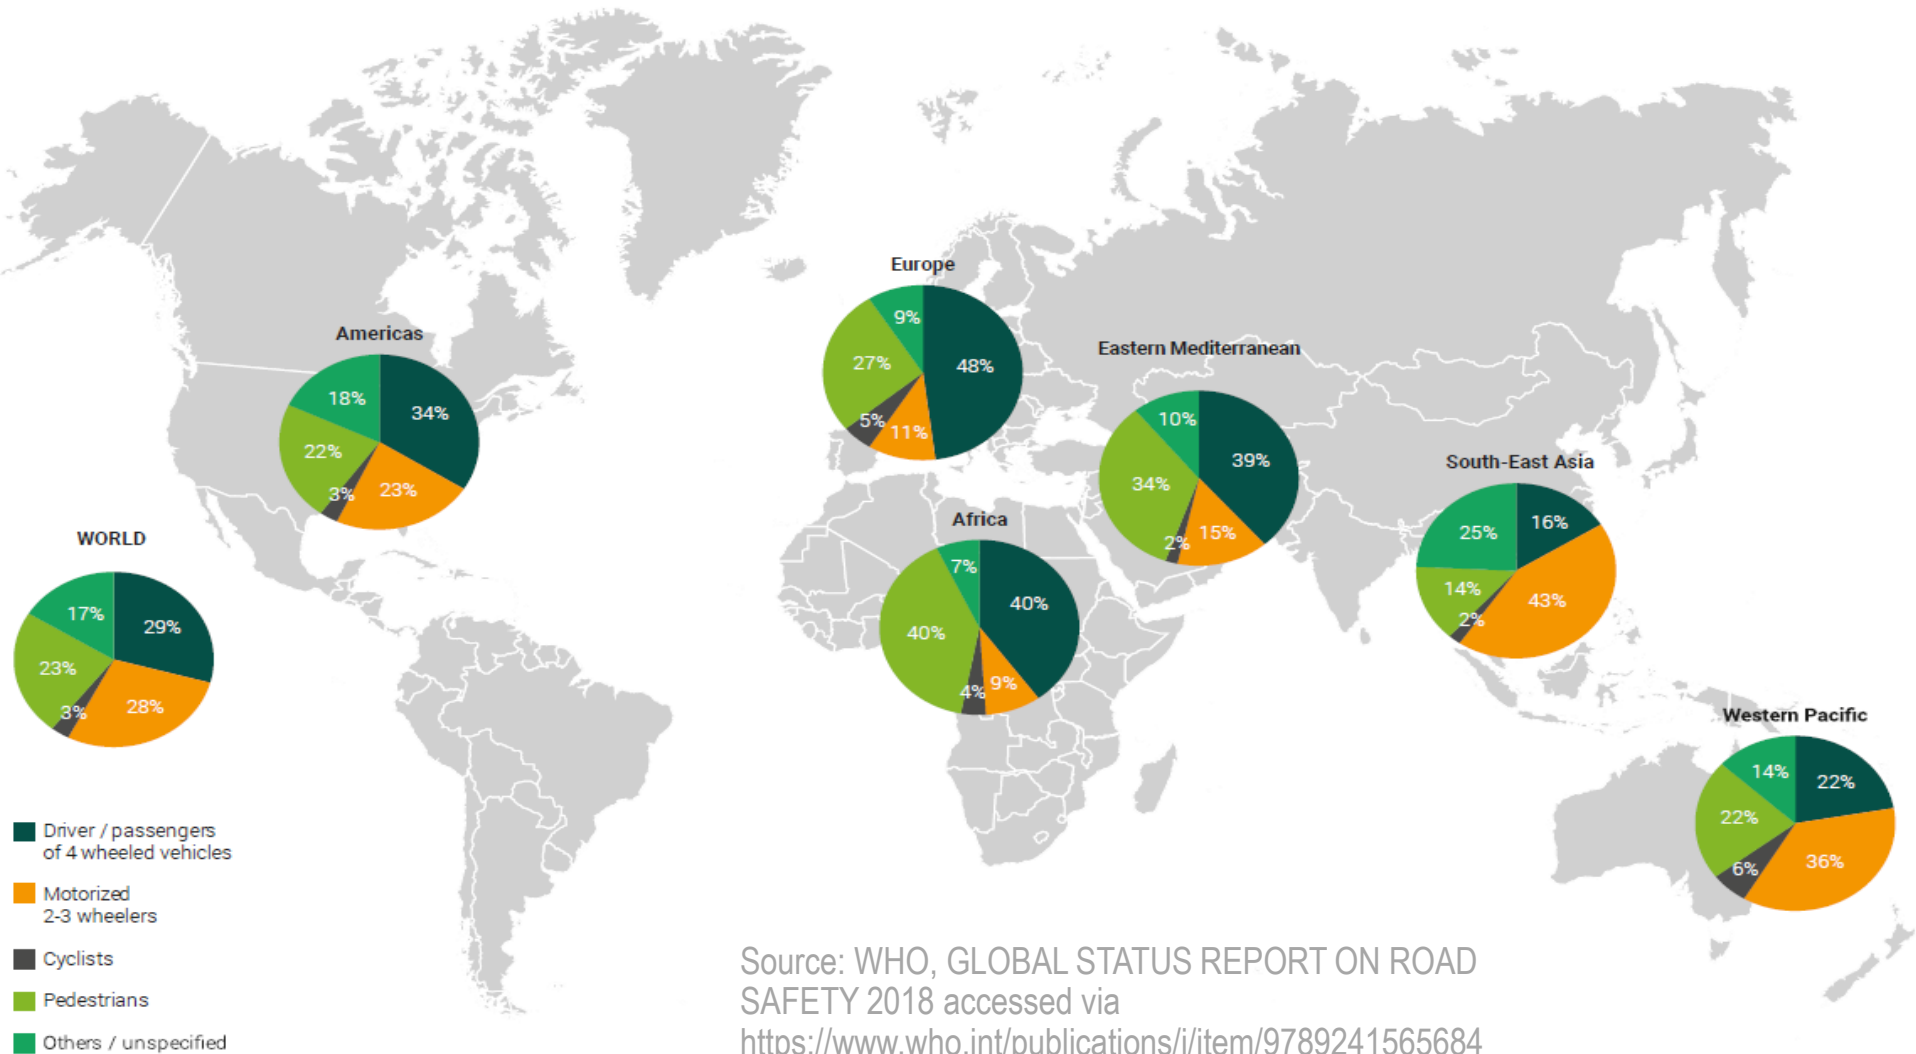 Europe
9%
48%
27%
5%
11%
Americas
18%
34%
22%
3%
23%
Eastern Mediterranean
10%
39%
34%
2%
15%
South-East Asia
16%
25%
14%
43%
2%
Africa
7%
40%
40%
4%
9%
WORLD
17%
29%
23%
3%
28%
Western Pacific
14%
22%
22%
6%
36%
Driver / passengers
of 4 wheeled vehicles
Motorized
2-3 wheelers
Cyclists
Pedestrians
Others / unspecified
Source: WHO, GLOBAL STATUS REPORT ON ROAD
SAFETY 2018 accessed via
https://www.who.int/publications/i/item/9789241565684